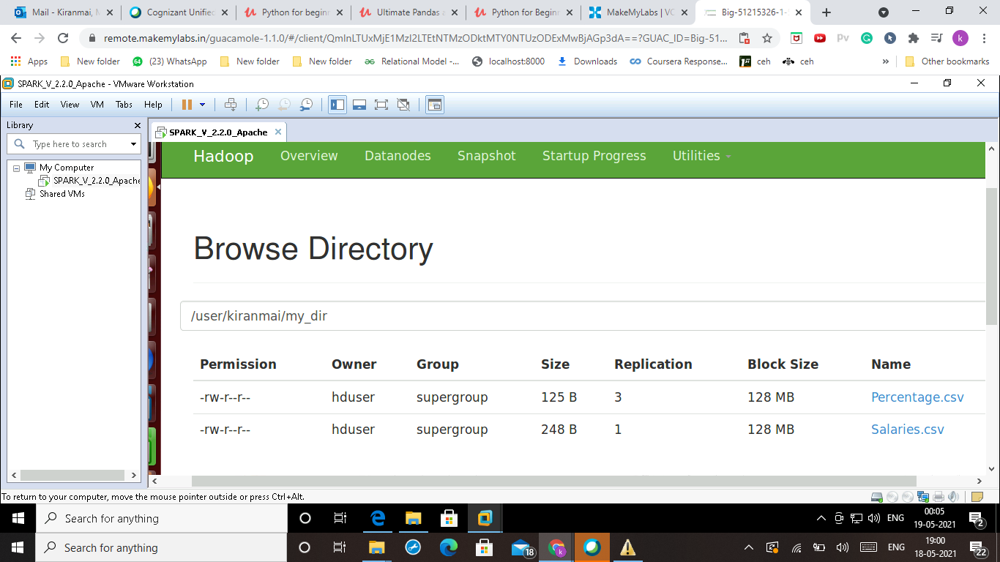 Mail - Kiranmai, M
Cognizant Unified
Python for beginn
Ultimate Pandas a
Python for Beginn
MakeMyLabs | VC
Big-51215326-1-
remote.makemylabs.in/guacamole-1.1.0/#/client/QmlnLTUxMjE1MzI2LTEtNTMzODktMTY0NTUzODExMwBjAGp3dA==?GUAC_ID=Big-51...
Apps
New folder
(23) WhatsApp
New folder
New folder
Relational Model -...
localhost:8000
Downloads
Coursera Response...
ceh
ceh
»
Other bookmarks
SPARK_V_2.2.0_Apache - VMware Workstation
File Edit View VM Tabs Help
Library
SPARK_V_2.2.0_Apache
Type here to search
My Computer
SPARK_V_2.2.0_Apache
Shared VMs
Hadoop Overview Datanodes Snapshot Startup Progress Utilities
Browse Directory
/user/kiranmai/my_dir
Permission Owner Group Size Replication Block Size Name
-rw-r--r-- hduser supergroup 125 B 3 128 MB Percentage.csv
-rw-r--r-- hduser supergroup 248 B 1 128 MB Salaries.csv
To return to your computer, move the mouse pointer outside or press Ctrl+Alt.
Search for anything
ENG
00:05
19-05-2021
2
Search for anything
18
ENG
19:00
18-05-2021
22